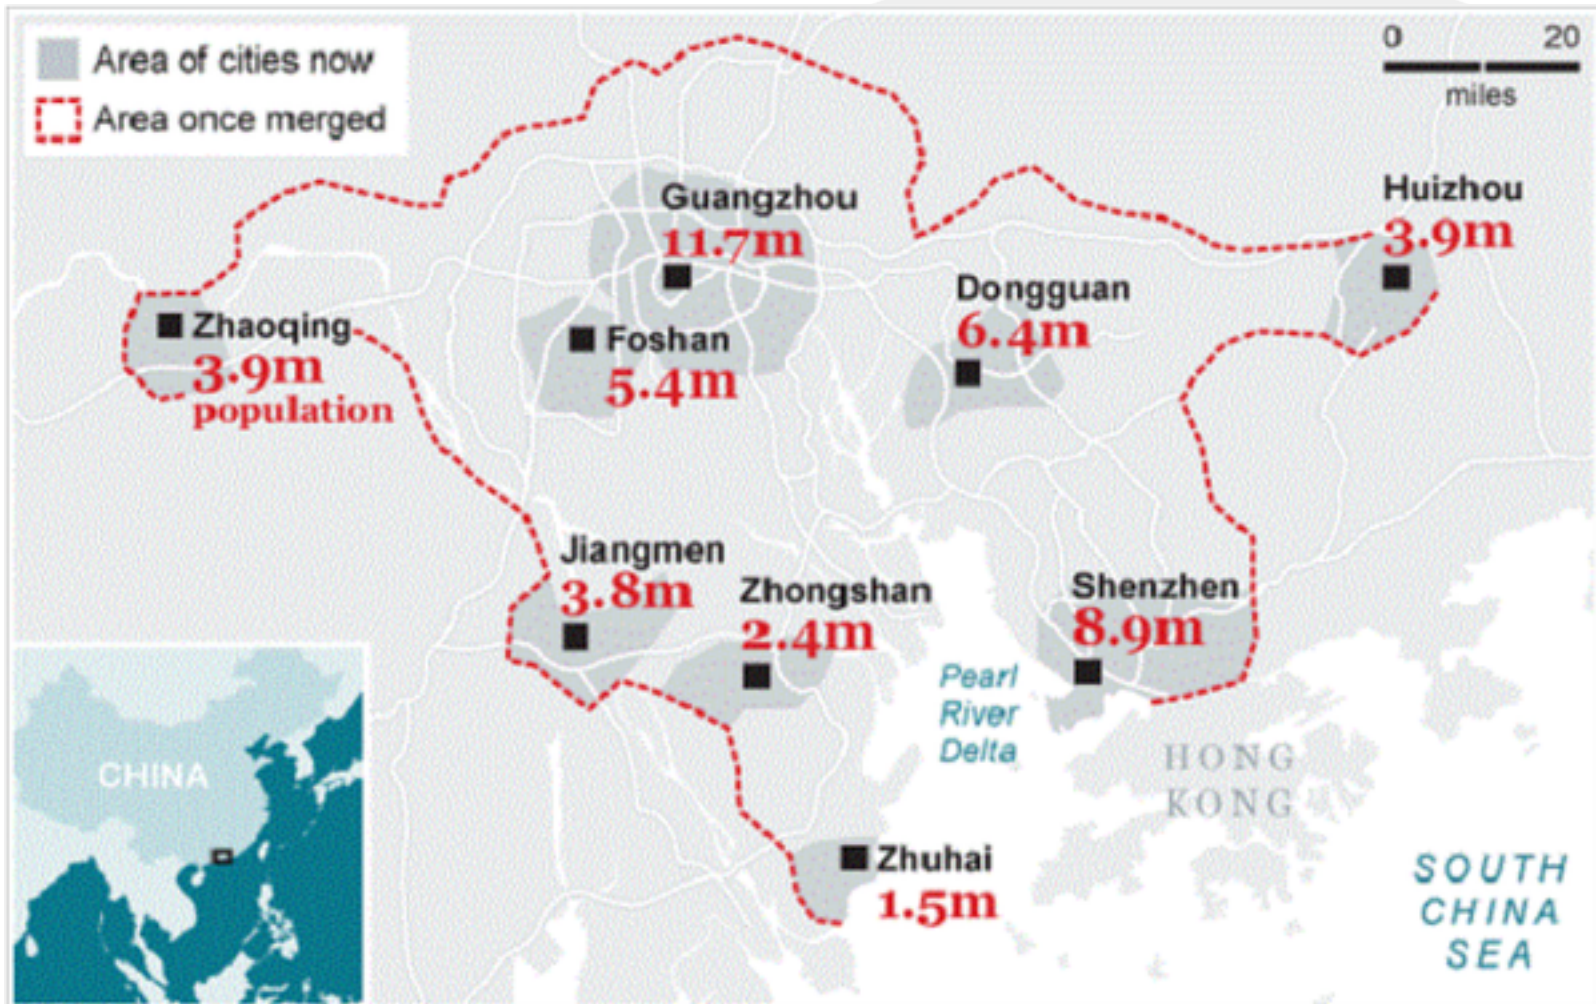 Area of cities now
Area once merged
0 20
miles
Guangzhou
11.7m
Huizhou
3.9m
Dongguan
6.4m
Zhaoqing
3.9m
population
Foshan
5.4m
Jiangmen
3.8m
Zhongshan
2.4m
Shenzhen
8.9m
Pearl
River
Delta
HONG
KONG
CHINA
Zhuhai
1.5m
SOUTH
CHINA
SEA